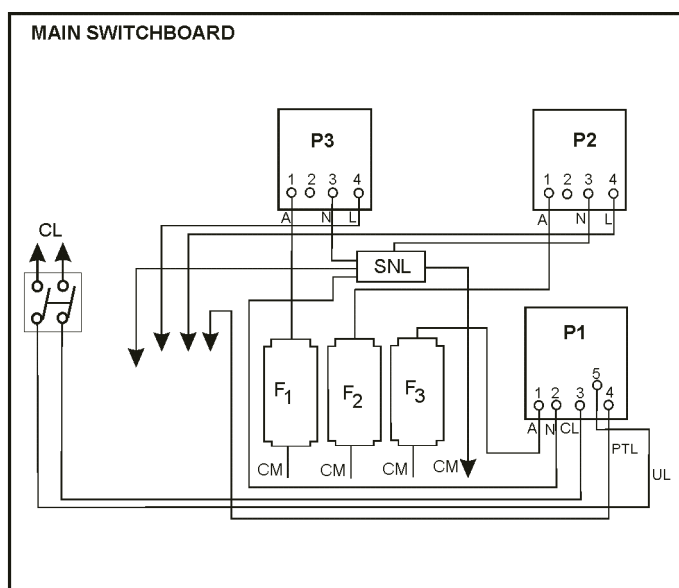 MAIN SWITCHBOARD
P3
1 2 3 4
A N L
P2
1 2 3 4
A N L
CL
SNL
P1
5
1 2 3 4
A N CL
PTL
UL
F1
F2
F3
CM CM CM CM